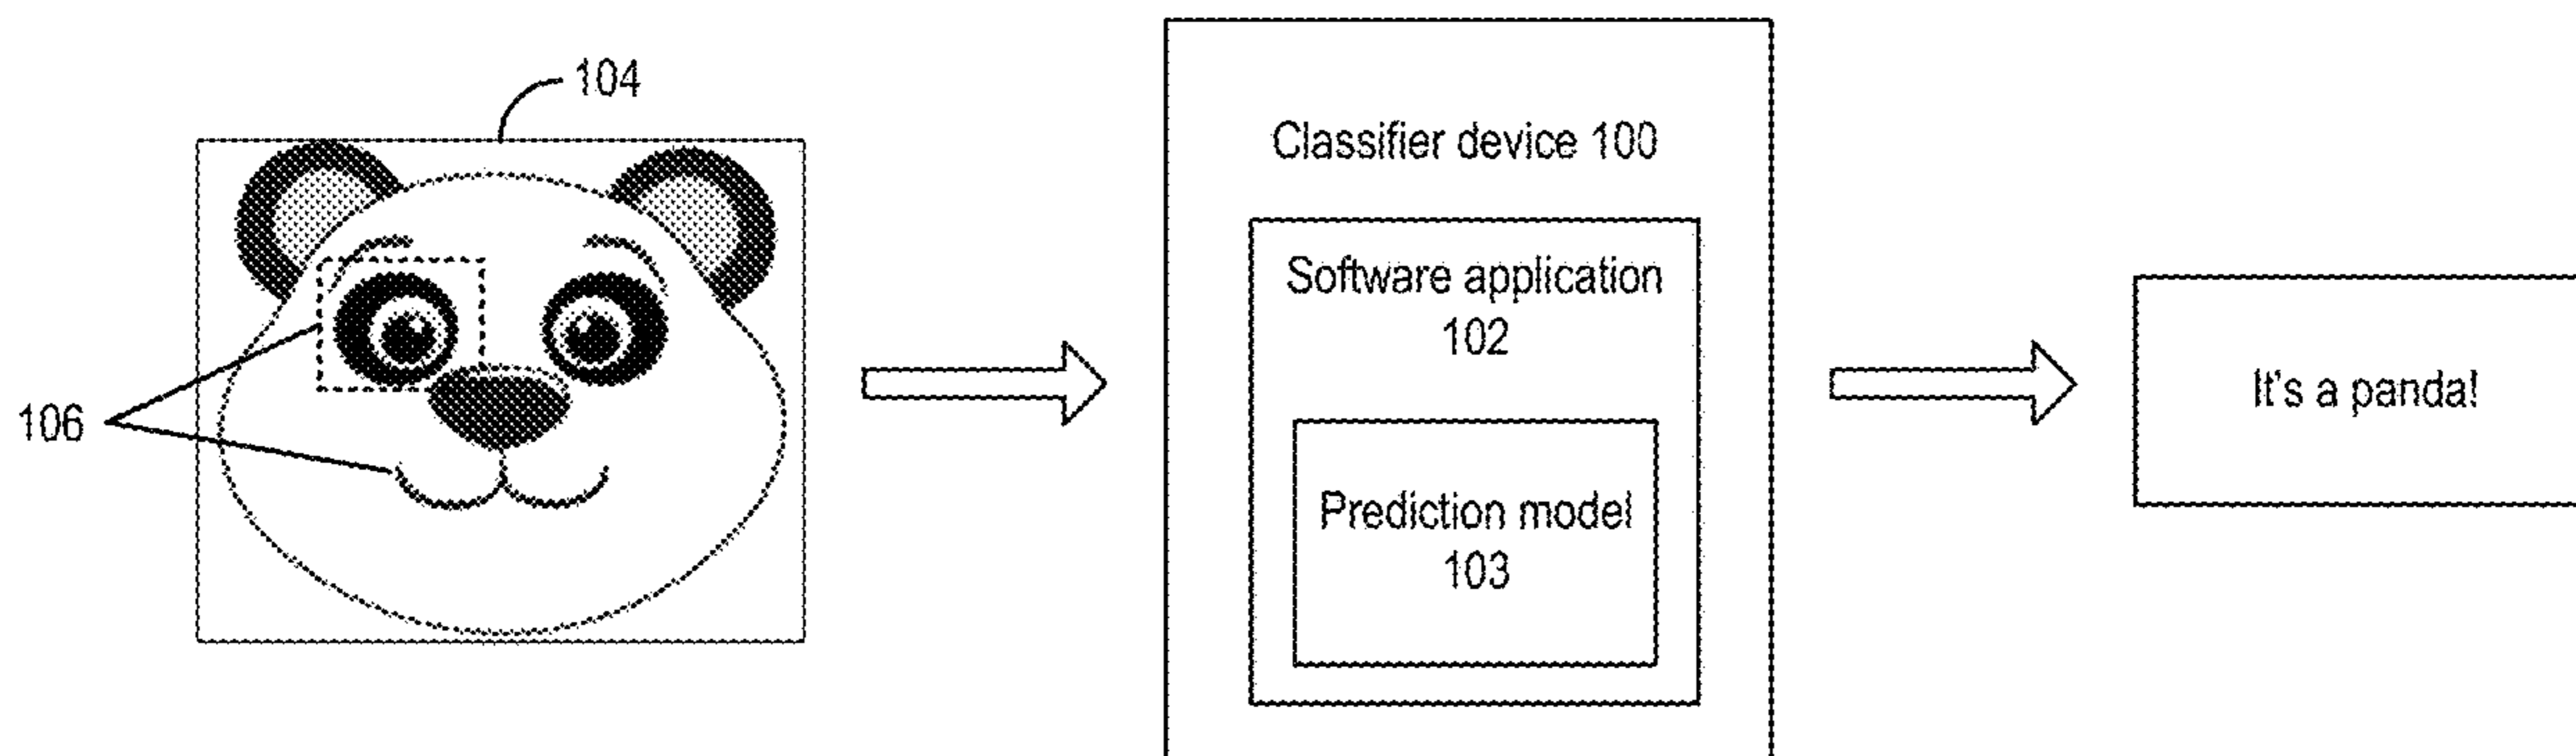 104
106
Classifier device 100
Software application
102
Prediction model
103
It's a panda!